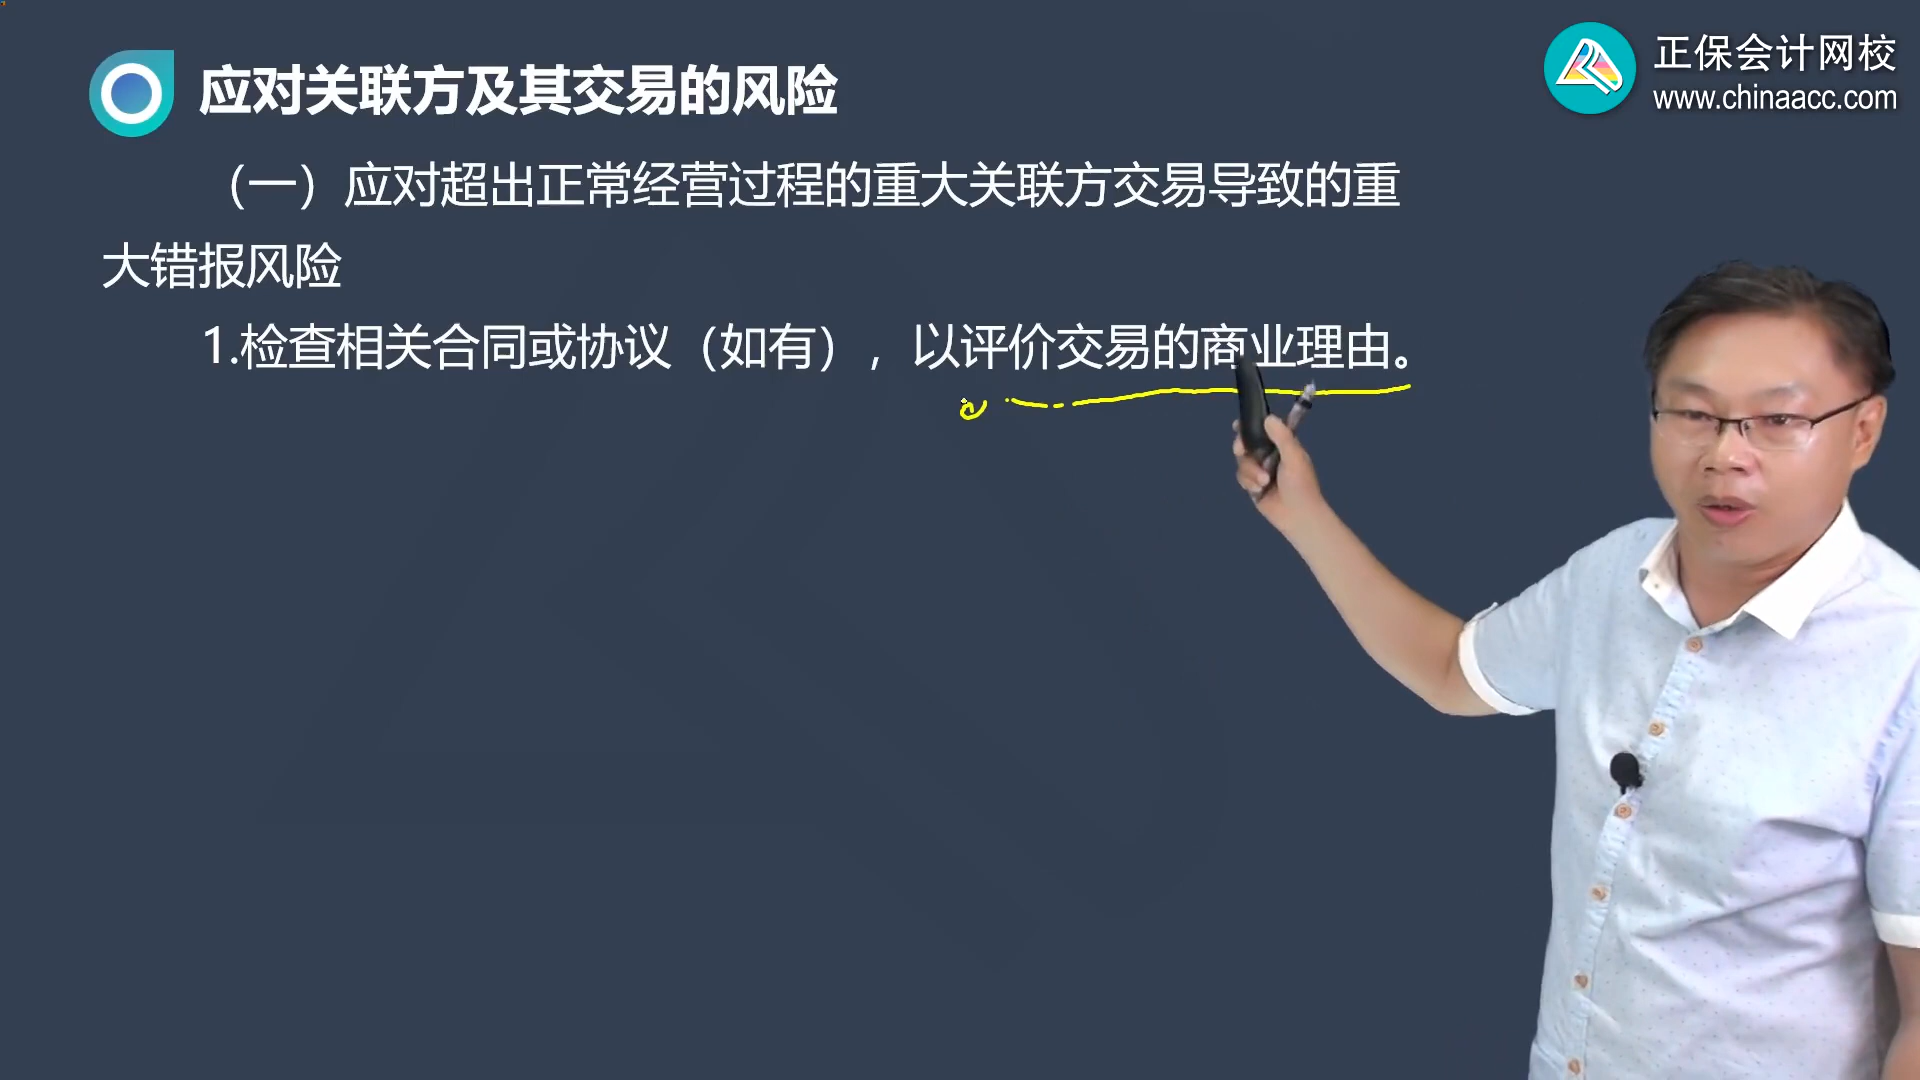 应对关联方及其交易的风险
正保会计网校
www.chinaacc.com
（一）应对超出正常经营过程的重大关联方交易导致的重
大错报风险
1.检查相关合同或协议（如有），以评价交易的商业理由。